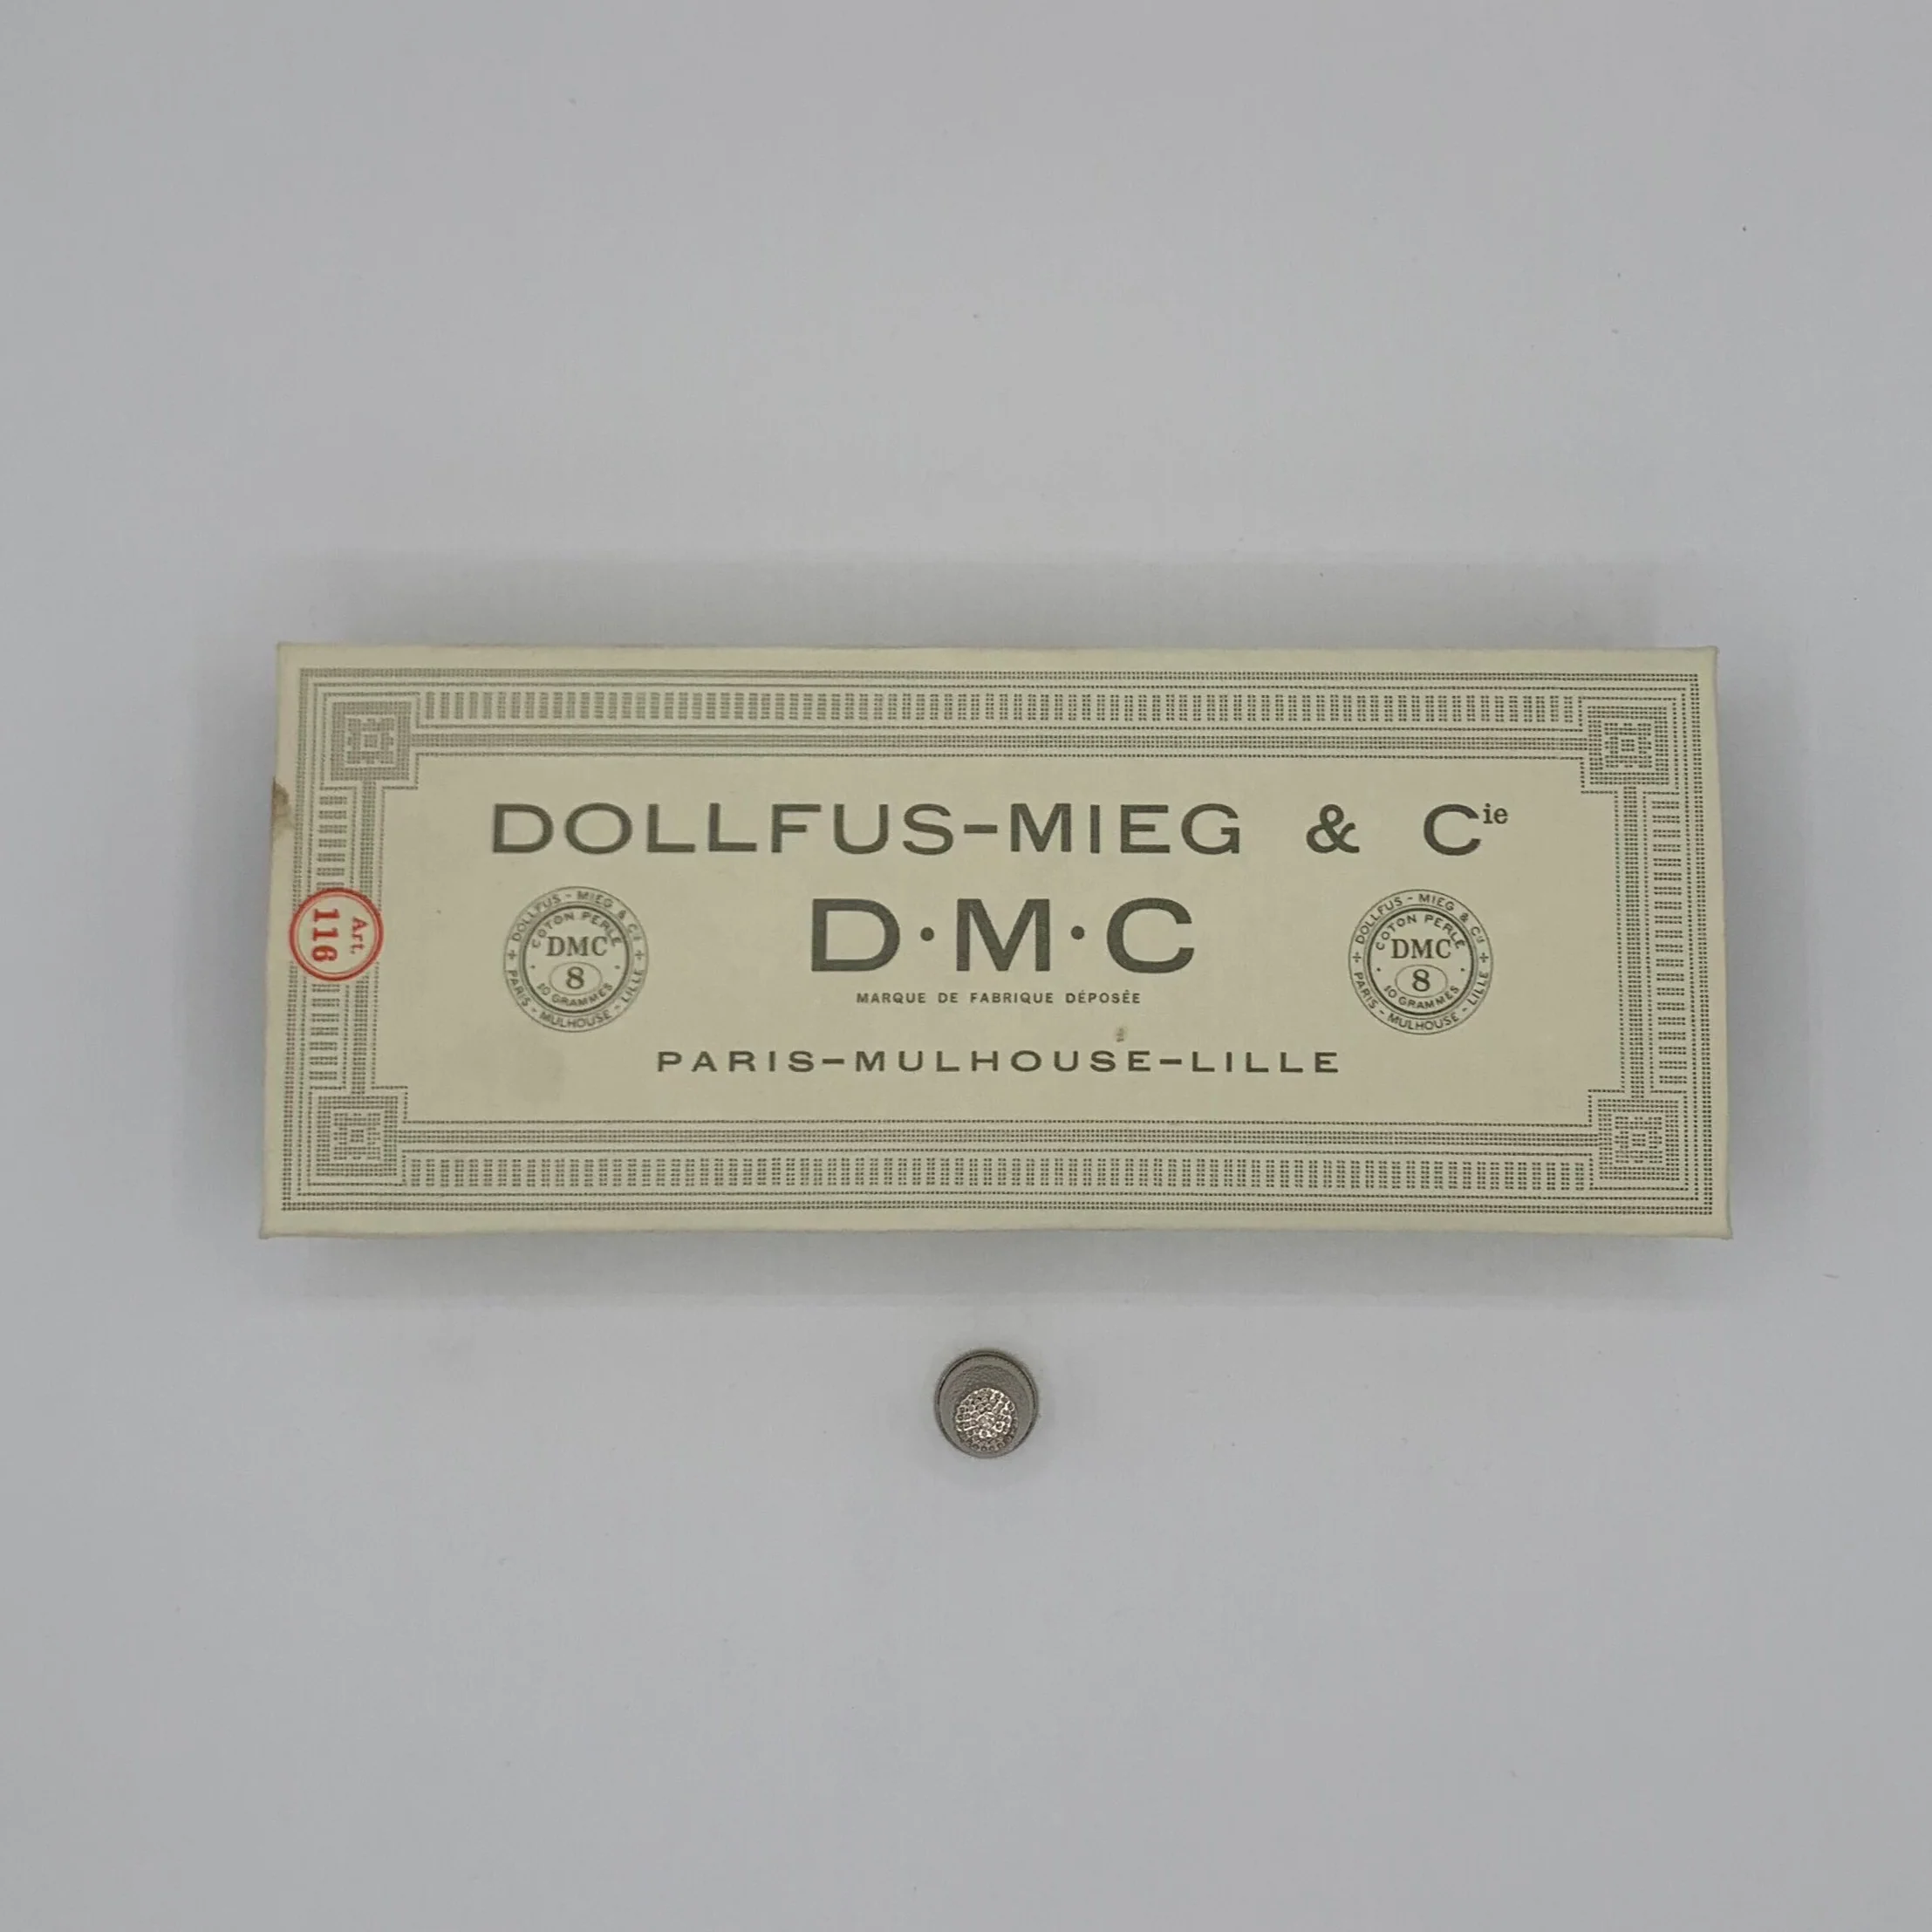 DOLLFUS-MIEG & Cie
D·M·C
MARQUE DE FABRIQUE DÉPOSÉE
PARIS-MULHOUSE-LILLE
Art.
116
DOLLFUS - MIEG & Cie
PARIS - MULHOUSE - LILLE
COTON PERLÉ
DMC
8
10 GRAMMES
DOLLFUS - MIEG & Cie
PARIS - MULHOUSE - LILLE
COTON PERLÉ
DMC
8
10 GRAMMES